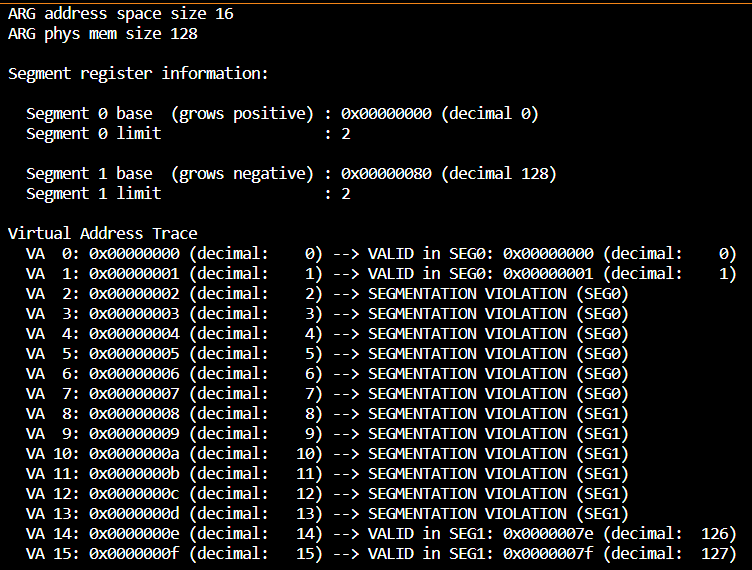 ARG address space size 16
ARG phys mem size 128
Segment register information:
Segment 0 base  (grows positive) : 0x00000000 (decimal 0)
Segment 0 limit                  : 2
Segment 1 base  (grows negative) : 0x00000080 (decimal 128)
Segment 1 limit                  : 2
Virtual Address Trace
VA  0: 0x00000000 (decimal:    0) --> VALID in SEG0: 0x00000000 (decimal:    0)
VA  1: 0x00000001 (decimal:    1) --> VALID in SEG0: 0x00000001 (decimal:    1)
VA  2: 0x00000002 (decimal:    2) --> SEGMENTATION VIOLATION (SEG0)
VA  3: 0x00000003 (decimal:    3) --> SEGMENTATION VIOLATION (SEG0)
VA  4: 0x00000004 (decimal:    4) --> SEGMENTATION VIOLATION (SEG0)
VA  5: 0x00000005 (decimal:    5) --> SEGMENTATION VIOLATION (SEG0)
VA  6: 0x00000006 (decimal:    6) --> SEGMENTATION VIOLATION (SEG0)
VA  7: 0x00000007 (decimal:    7) --> SEGMENTATION VIOLATION (SEG0)
VA  8: 0x00000008 (decimal:    8) --> SEGMENTATION VIOLATION (SEG1)
VA  9: 0x00000009 (decimal:    9) --> SEGMENTATION VIOLATION (SEG1)
VA 10: 0x0000000a (decimal:   10) --> SEGMENTATION VIOLATION (SEG1)
VA 11: 0x0000000b (decimal:   11) --> SEGMENTATION VIOLATION (SEG1)
VA 12: 0x0000000c (decimal:   12) --> SEGMENTATION VIOLATION (SEG1)
VA 13: 0x0000000d (decimal:   13) --> SEGMENTATION VIOLATION (SEG1)
VA 14: 0x0000000e (decimal:   14) --> VALID in SEG1: 0x0000007e (decimal:  126)
VA 15: 0x0000000f (decimal:   15) --> VALID in SEG1: 0x0000007f (decimal:  127)